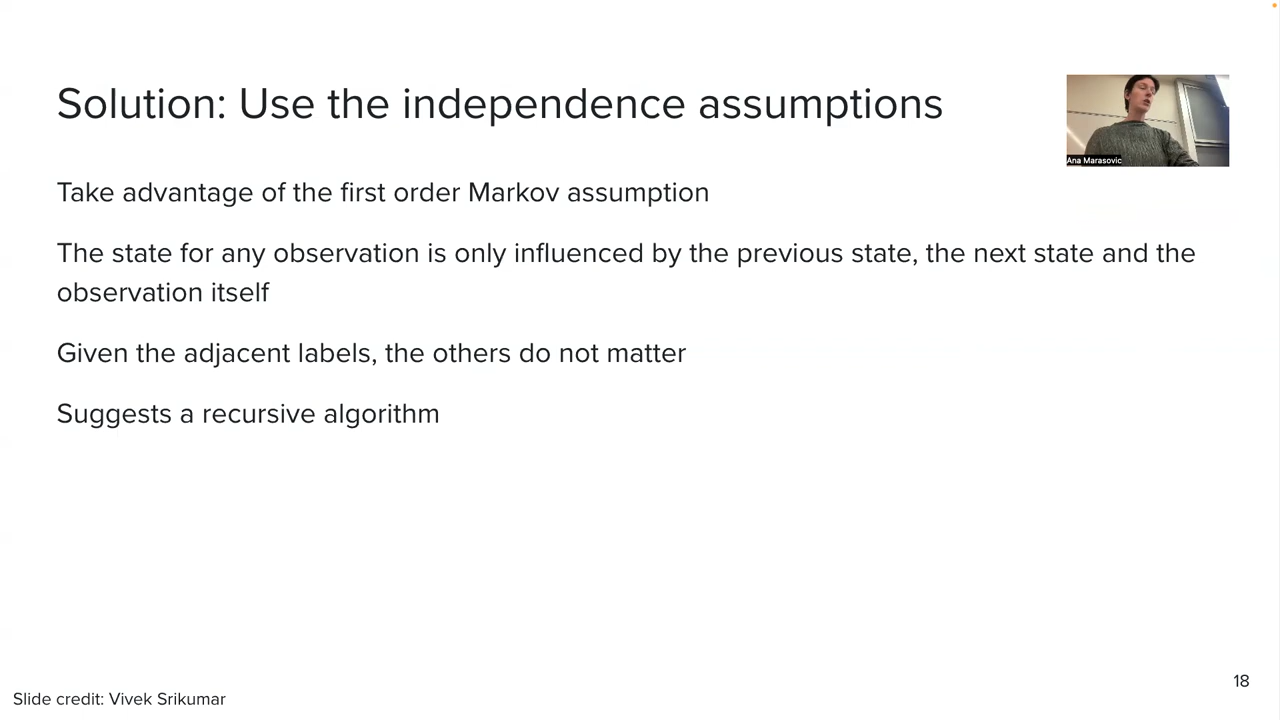 Solution: Use the independence assumptions
Ana Marasovic
Take advantage of the first order Markov assumption
The state for any observation is only influenced by the previous state, the next state and the
observation itself
Given the adjacent labels, the others do not matter
Suggests a recursive algorithm
18
Slide credit: Vivek Srikumar